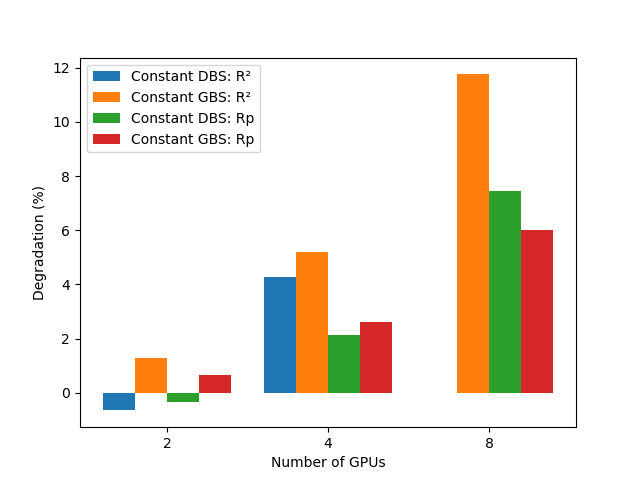 Constant DBS: R²
Constant GBS: R²
Constant DBS: Rp
Constant GBS: Rp
12
10
8
6
4
2
0
Degradation (%)
2
4
8
Number of GPUs